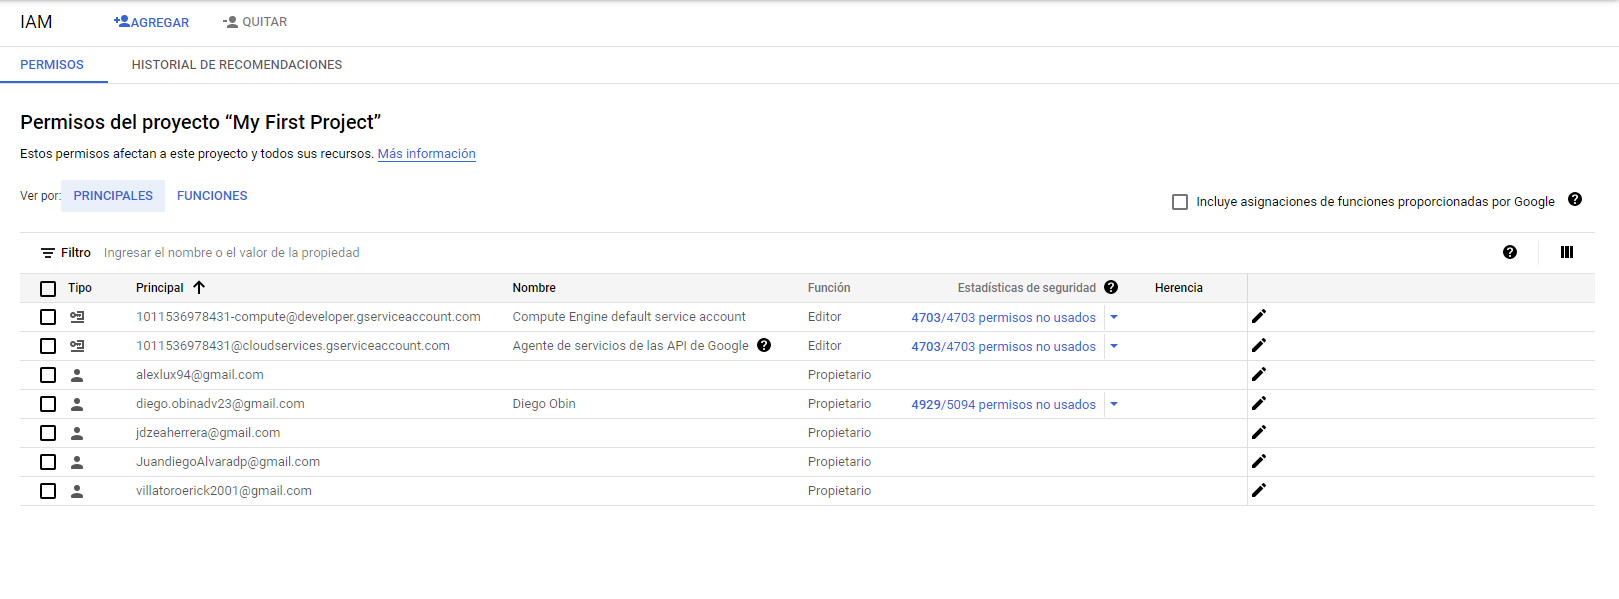 IAM AGREGAR QUITAR
PERMISOS HISTORIAL DE RECOMENDACIONES
Permisos del proyecto “My First Project”
Estos permisos afectan a este proyecto y todos sus recursos. Más información
Ver por: PRINCIPALES FUNCIONES
Incluye asignaciones de funciones proporcionadas por Google
Filtro Ingresar el nombre o el valor de la propiedad
Tipo Principal Nombre Función Estadísticas de seguridad Herencia
1011536978431-compute@developer.gserviceaccount.com Compute Engine default service account Editor 4703/4703 permisos no usados
1011536978431@cloudservices.gserviceaccount.com Agente de servicios de las API de Google Editor 4703/4703 permisos no usados
alexlux94@gmail.com Propietario
diego.obinadv23@gmail.com Diego Obin Propietario 4929/5094 permisos no usados
jdzeaherrera@gmail.com Propietario
JuandiegoAlvaradp@gmail.com Propietario
villatoroerick2001@gmail.com Propietario